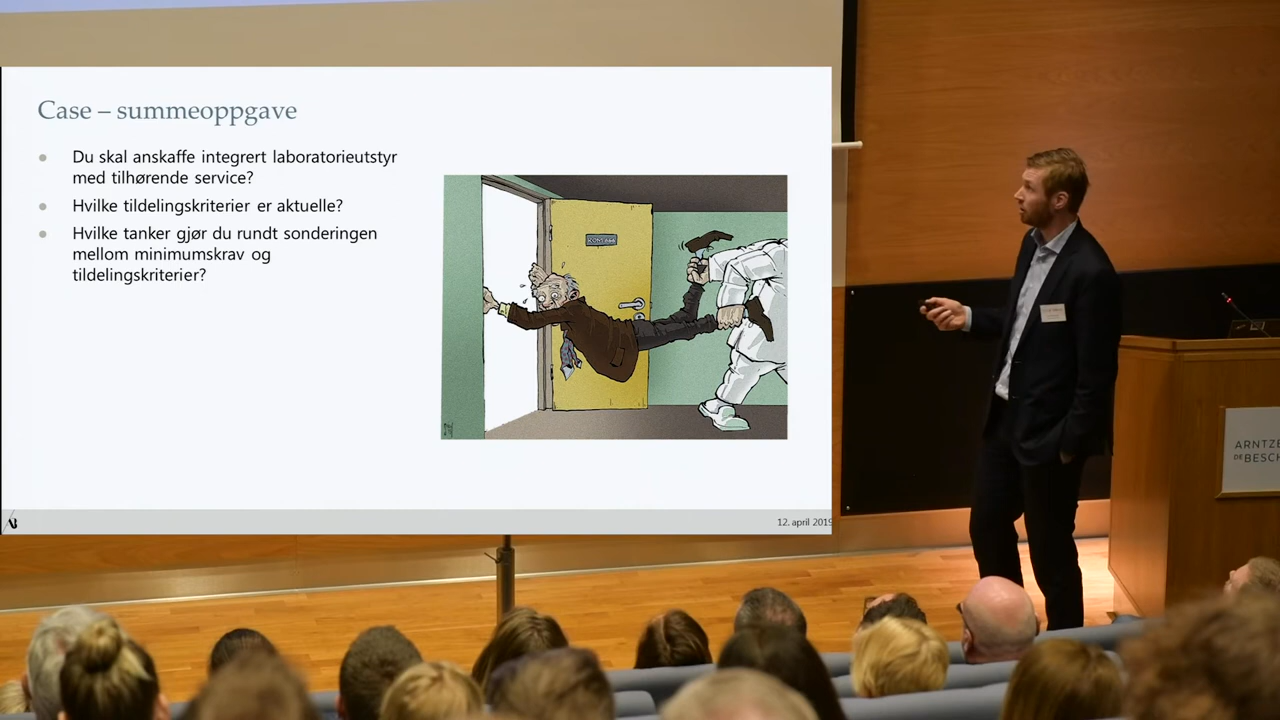 Case – summeoppgave
Du skal anskaffe integrert laboratorieutstyr
med tilhørende service?
Hvilke tildelingskriterier er aktuelle?
Hvilke tanker gjør du rundt sonderingen
mellom minimumskrav og
tildelingskriterier?
12. april 2019
ARNTZE
DE BESCH